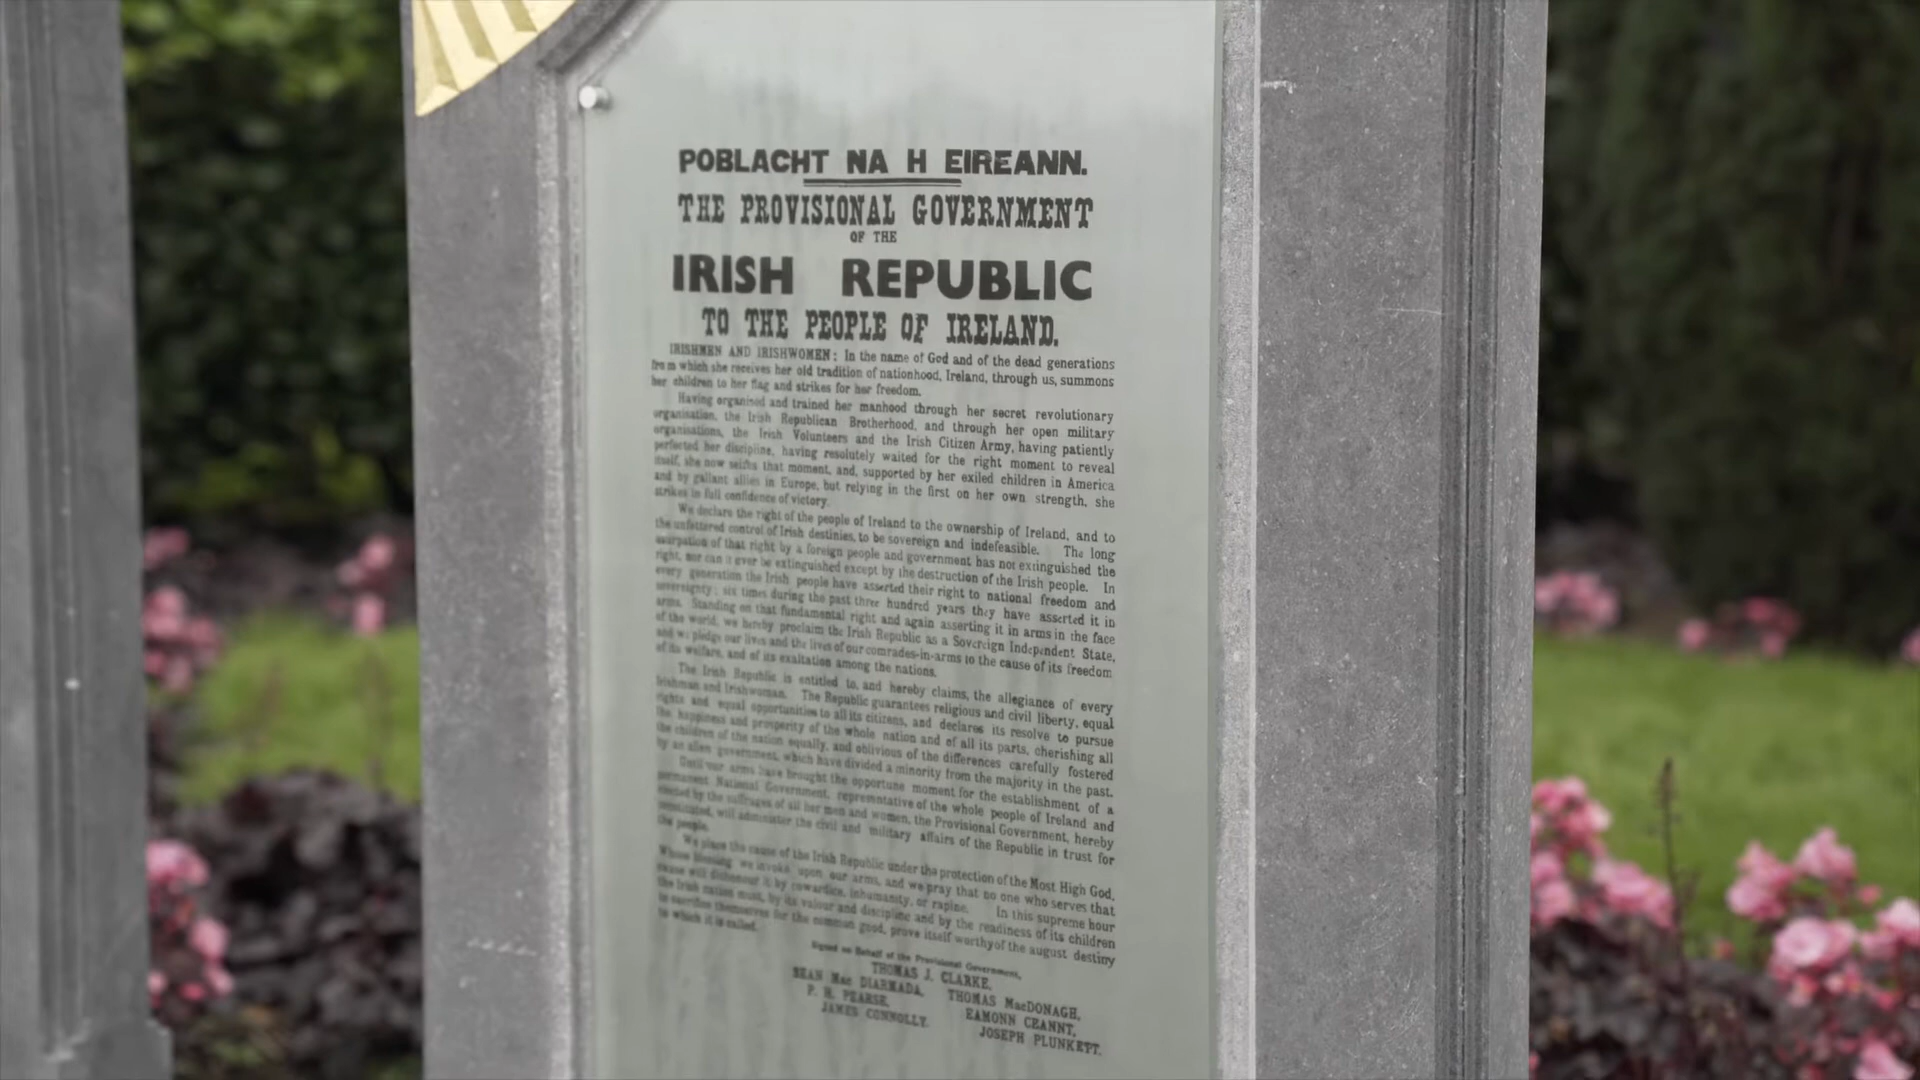 POBLACHT NA H EIREANN.
THE PROVISIONAL GOVERNMENT
OF THE
IRISH REPUBLIC
TO THE PEOPLE OF IRELAND.
IRISHMEN AND IRISHWOMEN: In the name of God and of the dead generations
from which she receives her old tradition of nationhood, Ireland, through us, summons
her children to her flag and strikes for her freedom.
Having organised and trained her manhood through her secret revolutionary
organisation, the Irish Republican Brotherhood, and through her open military
organisations, the Irish Volunteers and the Irish Citizen Army, having patiently
perfected her discipline, having resolutely waited for the right moment to reveal
itself, she now seizes that moment, and, supported by her exiled children in America
and by gallant allies in Europe, but relying in the first on her own strength, she
strikes in full confidence of victory.
We declare the right of the people of Ireland to the ownership of Ireland, and to
the unfettered control of Irish destinies, to be sovereign and indefeasible. The long
usurpation of that right by a foreign people and government has not extinguished the
right, nor can it ever be extinguished except by the destruction of the Irish people. In
every generation the Irish people have asserted their right to national freedom and
sovereignty; six times during the past three hundred years they have asserted it in
arms. Standing on that fundamental right and again asserting it in arms in the face
of the world, we hereby proclaim the Irish Republic as a Sovereign Independent State,
and we pledge our lives and the lives of our comrades-in-arms to the cause of its freedom
of its welfare, and of its exaltation among the nations.
The Irish Republic is entitled to, and hereby claims, the allegiance of every
Irishman and Irishwoman. The Republic guarantees religious and civil liberty, equal
rights and equal opportunities to all its citizens, and declares its resolve to pursue
the happiness and prosperity of the whole nation and of all its parts, cherishing all
the children of the nation equally, and oblivious of the differences carefully fostered
by an alien government, which have divided a minority from the majority in the past.
Until our arms have brought the opportune moment for the establishment of a
permanent National Government, representative of the whole people of Ireland and
elected by the suffrages of all her men and women, the Provisional Government, hereby
constituted, will administer the civil and military affairs of the Republic in trust for
the people.
We place the cause of the Irish Republic under the protection of the Most High God,
Whose blessing we invoke upon our arms, and we pray that no one who serves that
cause will dishonour it by cowardice, inhumanity, or rapine. In this supreme hour
the Irish nation must, by its valour and discipline and by the readiness of its children
to sacrifice themselves for the common good, prove itself worthy of the august destiny
to which it is called.
Signed on Behalf of the Provisional Government,
THOMAS J. CLARKE,
SEAN Mac DIARMADA, THOMAS MacDONAGH,
P. H. PEARSE, EAMONN CEANNT,
JAMES CONNOLLY. JOSEPH PLUNKETT.